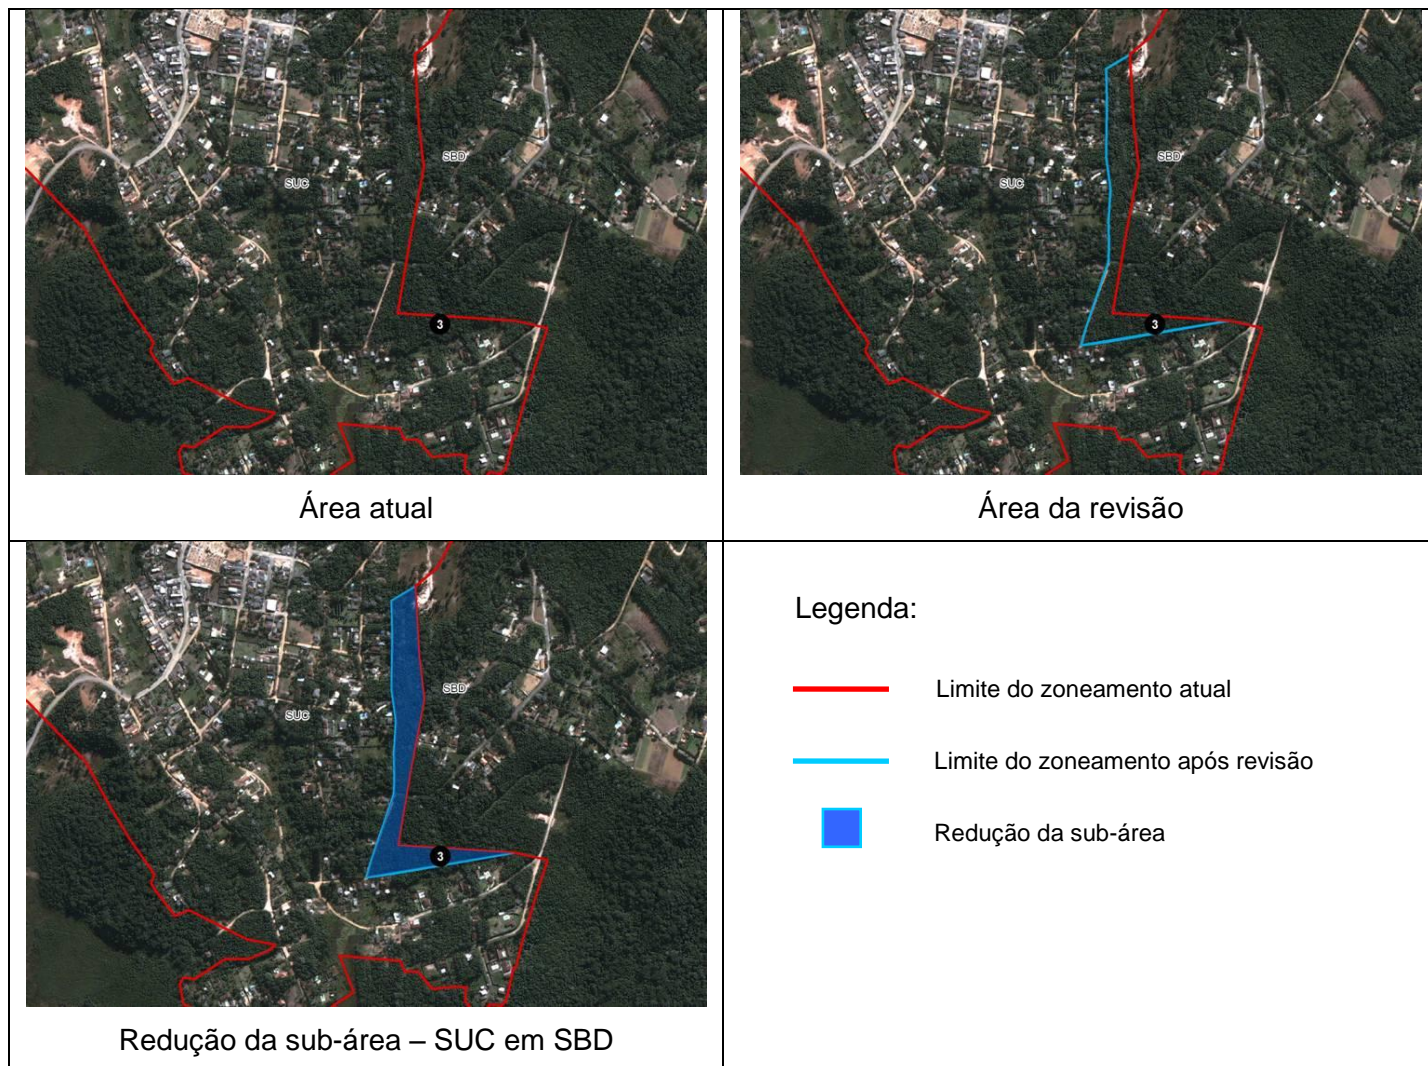 SBD
SUC
3
Área atual
SBD
SUC
3
Área da revisão
SBD
SUC
3
Redução da sub-área – SUC em SBD
Legenda:
Limite do zoneamento atual
Limite do zoneamento após revisão
Redução da sub-área